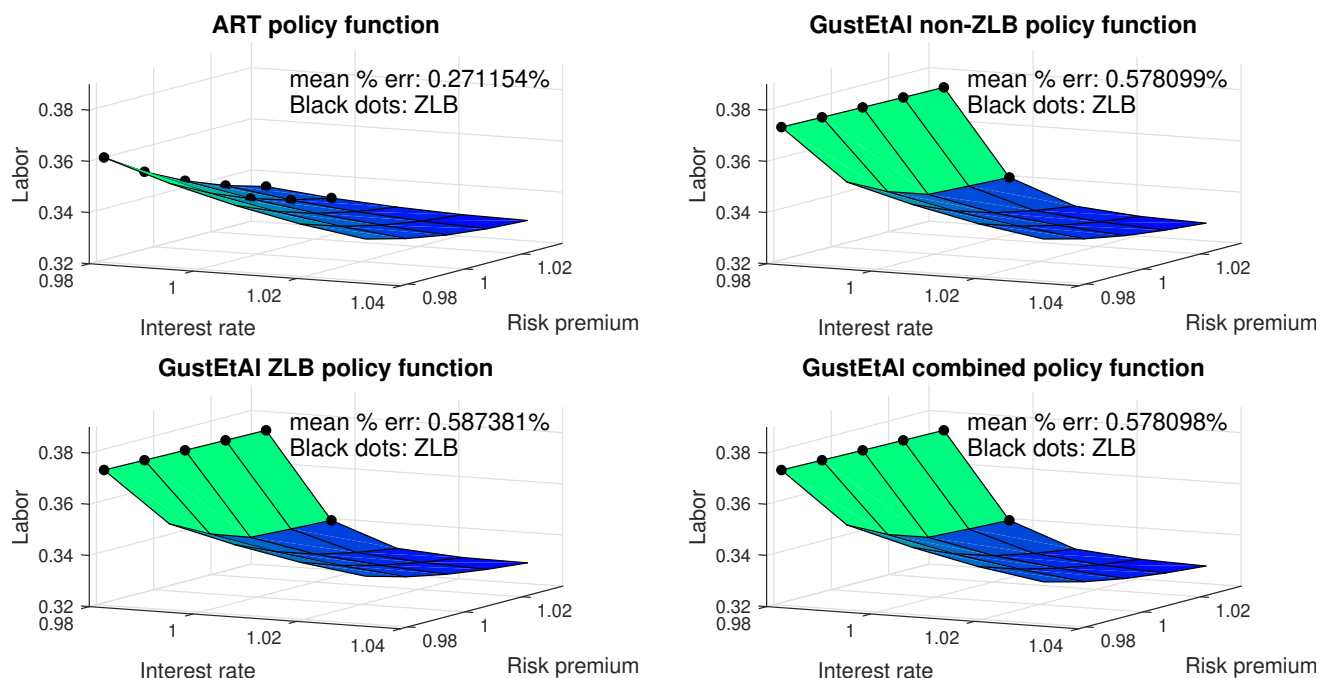 ART policy function
mean % err: 0.271154%
Black dots: ZLB
0.38
0.36
0.34
0.32
Labor
0.98
1
1.02
1.04
Interest rate
0.98
1
1.02
Risk premium
GustEtAl non-ZLB policy function
mean % err: 0.578099%
Black dots: ZLB
0.38
0.36
0.34
0.32
Labor
0.98
1
1.02
1.04
Interest rate
0.98
1
1.02
Risk premium
GustEtAl ZLB policy function
mean % err: 0.587381%
Black dots: ZLB
0.38
0.36
0.34
0.32
Labor
0.98
1
1.02
1.04
Interest rate
0.98
1
1.02
Risk premium
GustEtAl combined policy function
mean % err: 0.578098%
Black dots: ZLB
0.38
0.36
0.34
0.32
Labor
0.98
1
1.02
1.04
Interest rate
0.98
1
1.02
Risk premium